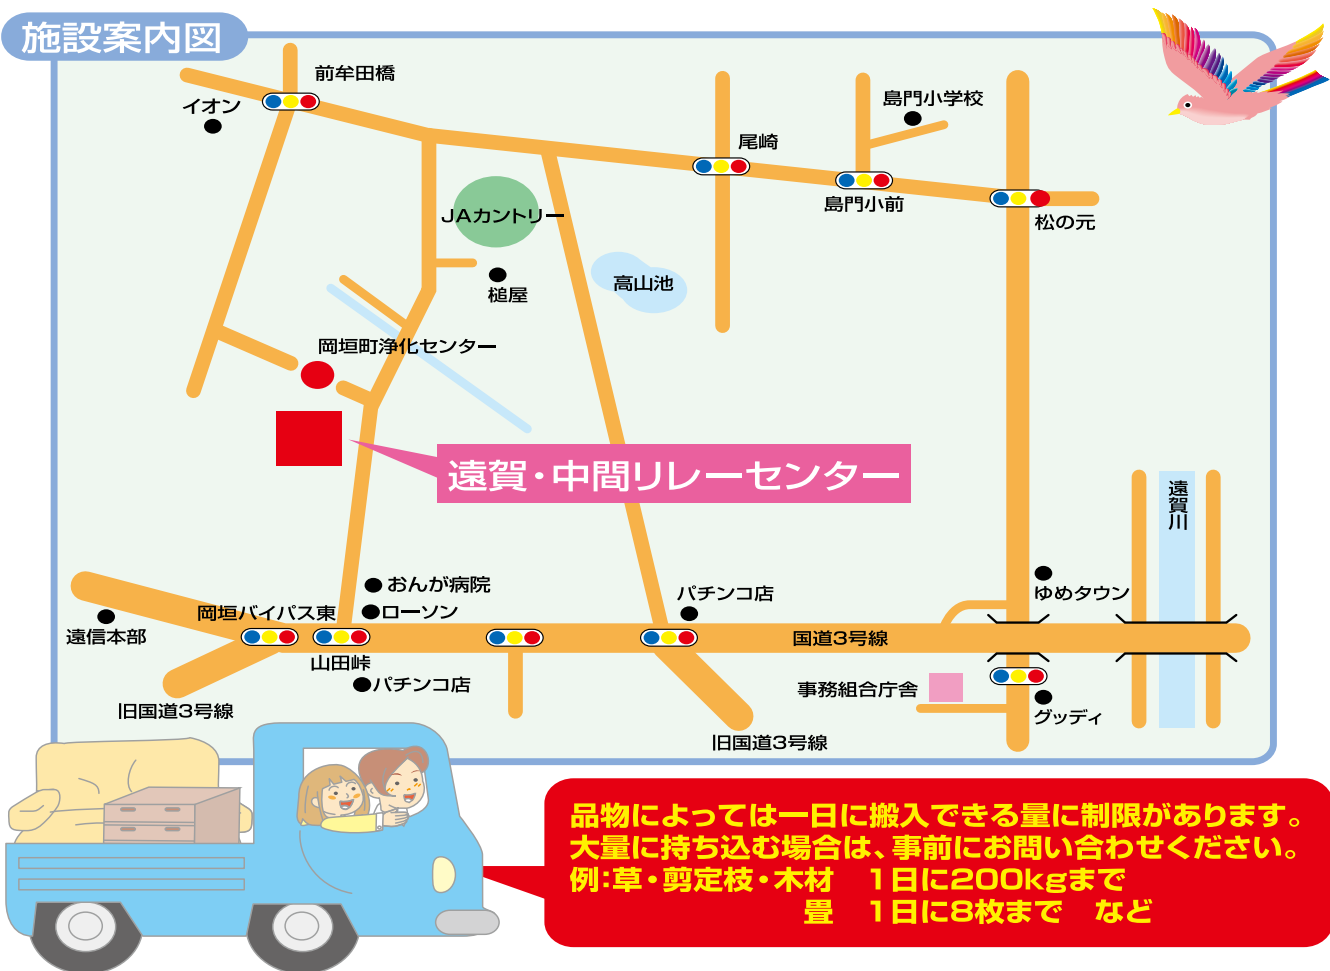 施設案内図
前牟田橋
イオン
島門小学校
尾崎
島門小前
松の元
JAカントリー
高山池
槌屋
岡垣町浄化センター
遠賀・中間リレーセンター
遠賀川
おんが病院
ローソン
岡垣バイパス東
遠信本部
パチンコ店
ゆめタウン
国道3号線
山田峠
パチンコ店
事務組合庁舎
旧国道3号線
グッディ
旧国道3号線
品物によっては一日に搬入できる量に制限があります。
大量に持ち込む場合は、事前にお問い合わせください。
例：草・剪定枝・木材　1日に200kgまで
畳　1日に8枚まで　など